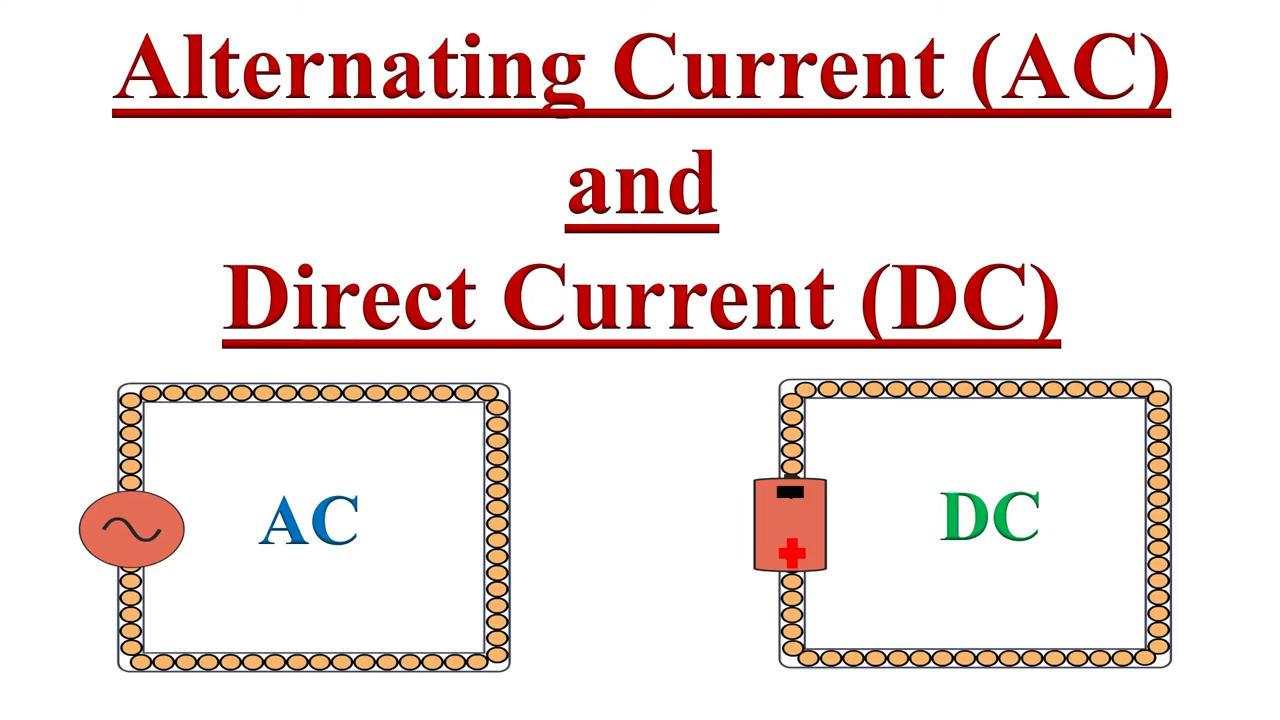 Alternating Current (AC)
and
Direct Current (DC)
AC
DC